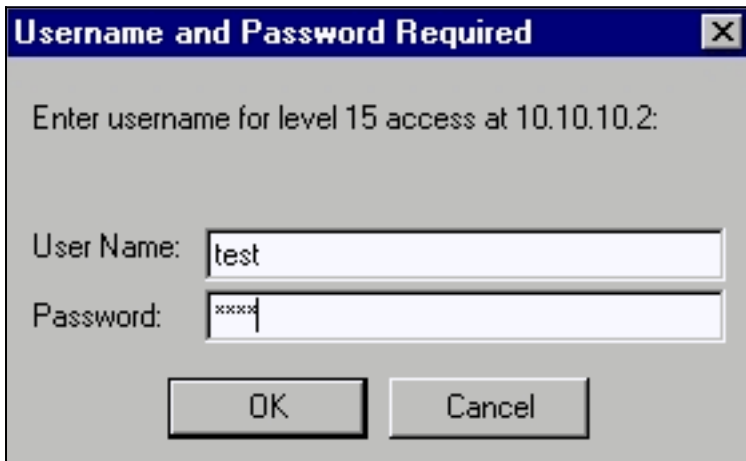 Username and Password Required
Enter username for level 15 access at 10.10.10.2:
User Name: test
Password: ****
OK Cancel